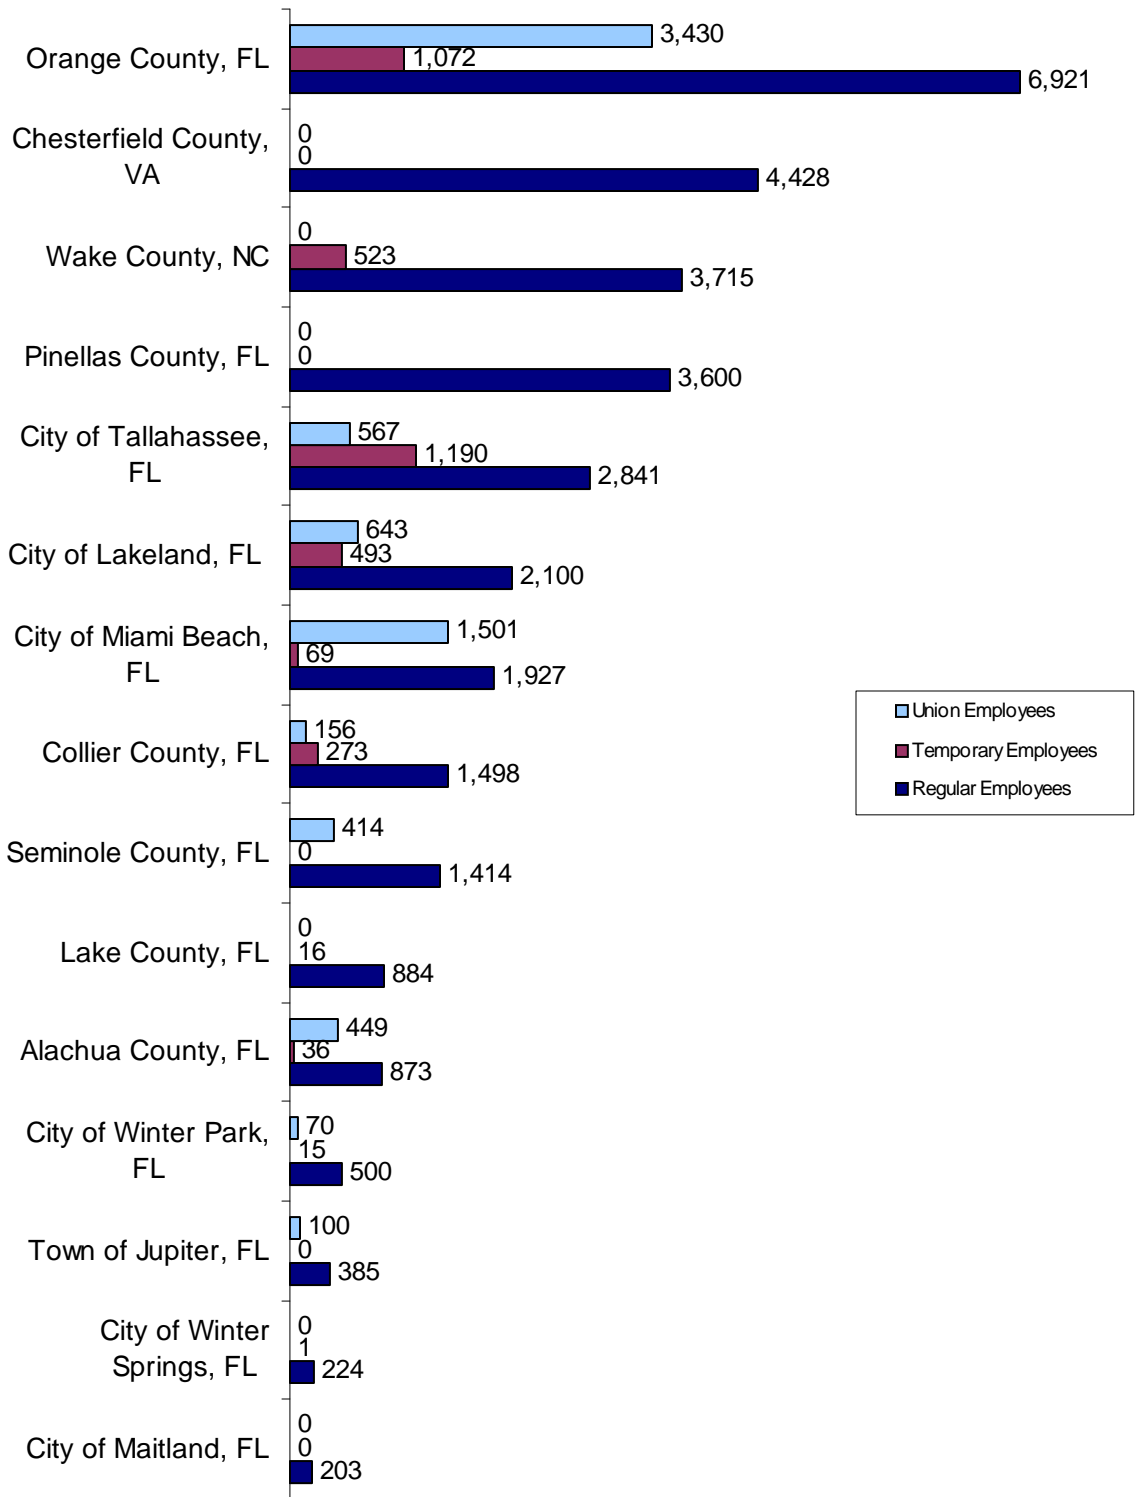 3,430
Orange County, FL
1,072
6,921
Chesterfield County,
VA
0
0
4,428
0
Wake County, NC
523
3,715
0
Pinellas County, FL
0
3,600
City of Tallahassee,
FL
567
1,190
2,841
643
City of Lakeland, FL
493
2,100
City of Miami Beach,
FL
1,501
69
1,927
156
Collier County, FL
273
1,498
414
Seminole County, FL
0
1,414
0
Lake County, FL
16
884
449
Alachua County, FL
36
873
City of Winter Park,
FL
70
15
500
100
Town of Jupiter, FL
0
385
City of Winter
Springs, FL
0
1
224
0
City of Maitland, FL
0
203
Union Employees
Temporary Employees
Regular Employees